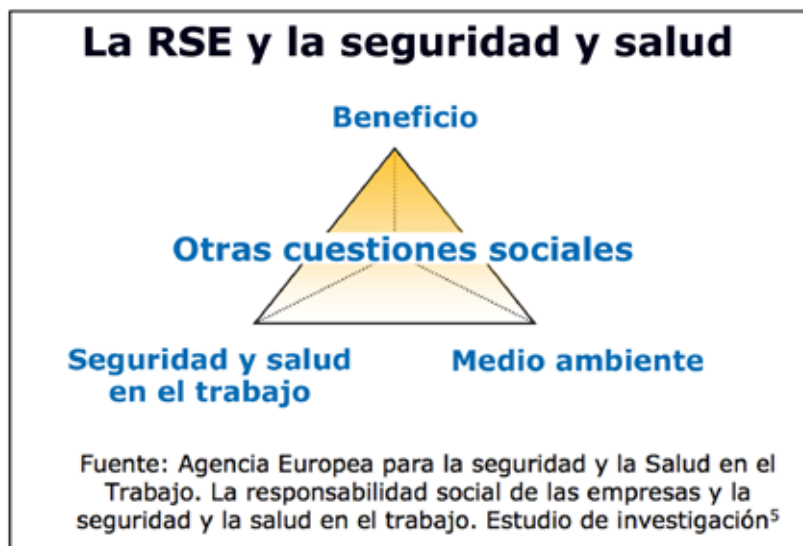 La RSE y la seguridad y salud
Beneficio
Otras cuestiones sociales
Seguridad y salud
en el trabajo
Medio ambiente
Fuente: Agencia Europea para la seguridad y la Salud en el
Trabajo. La responsabilidad social de las empresas y la
seguridad y la salud en el trabajo. Estudio de investigación⁵